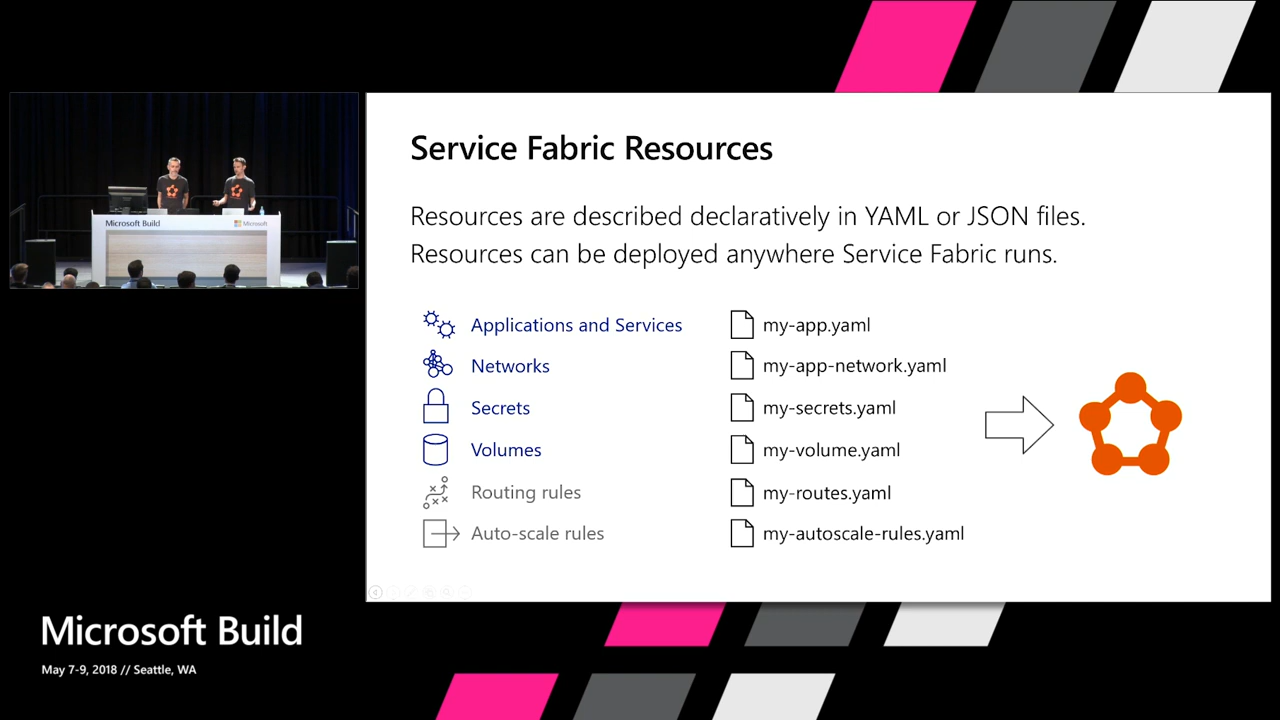 Service Fabric Resources
Resources are described declaratively in YAML or JSON files.
Resources can be deployed anywhere Service Fabric runs.
Applications and Services
my-app.yaml
Networks
my-app-network.yaml
Secrets
my-secrets.yaml
Volumes
my-volume.yaml
Routing rules
my-routes.yaml
Auto-scale rules
my-autoscale-rules.yaml
Microsoft Build
Microsoft
Microsoft Build
May 7-9, 2018 // Seattle, WA